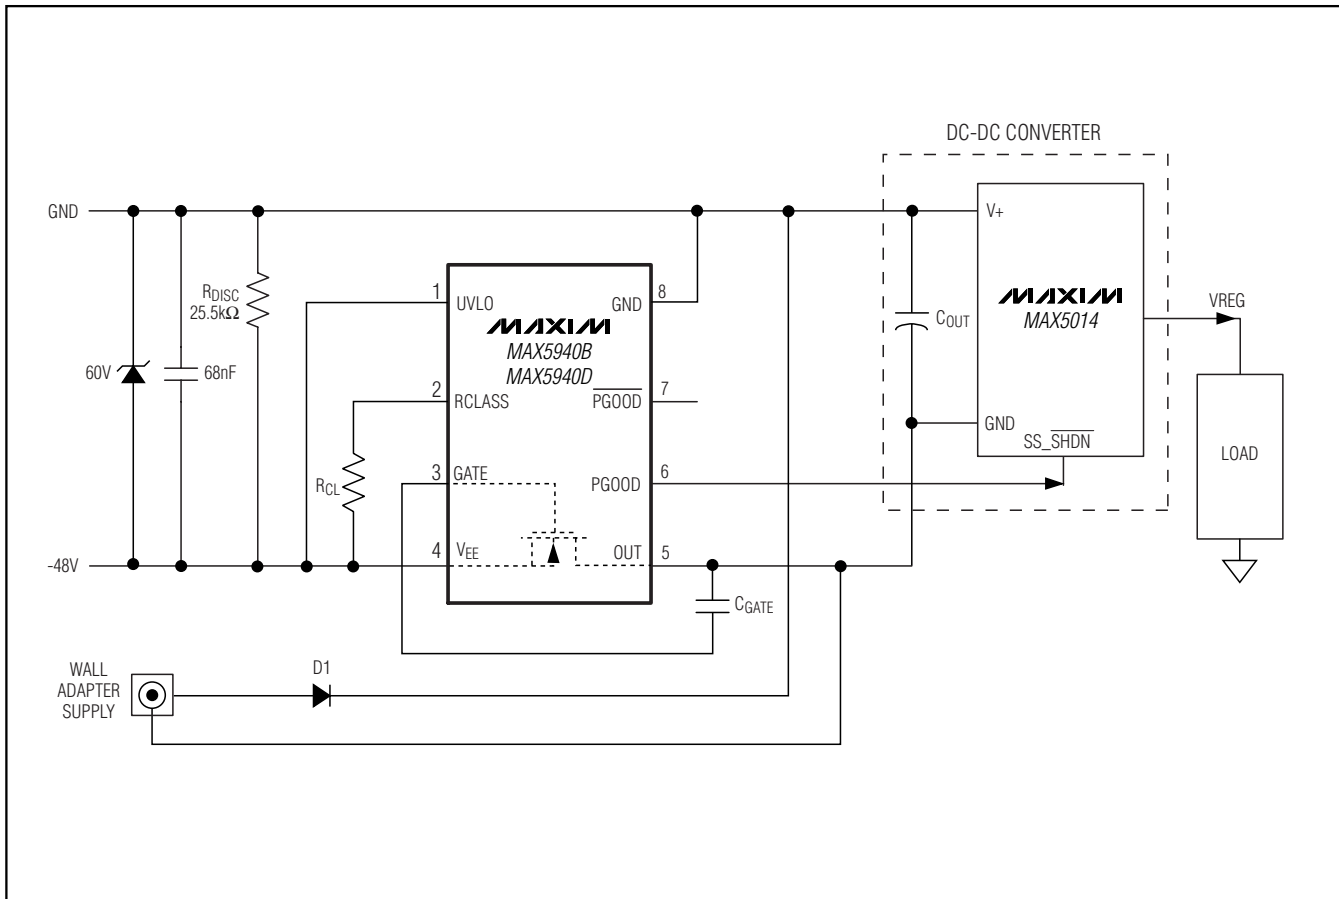 DC-DC CONVERTER
GND
V+
1
UVLO
GND
8
RDISC
25.5kΩ
MAXIM
MAX5940B
MAX5940D
MAXIM
MAX5014
VREG
COUT
60V
68nF
2
RCLASS
PGOOD
7
GND
SS_SHDN
LOAD
RCL
3
GATE
PGOOD
6
-48V
4
VEE
OUT
5
CGATE
WALL
ADAPTER
SUPPLY
D1